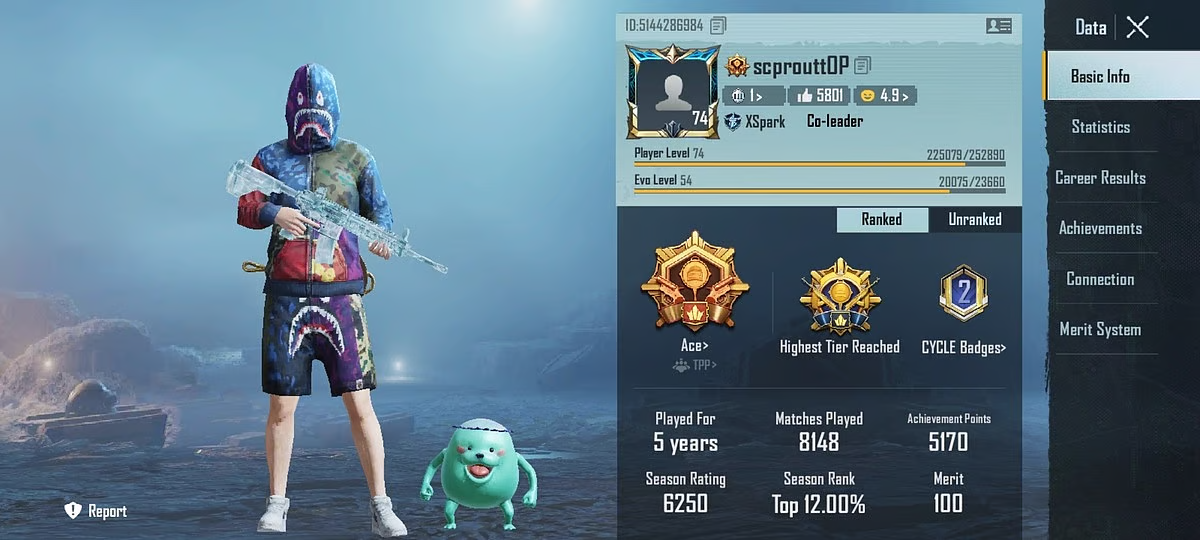 ID:5144286984
scprouttOP
74
1>
5801
4.9 >
XSpark Co-leader
Player Level 74 225079/252890
Evo Level 54 20075/23660
Ranked Unranked
2
Ace> Highest Tier Reached CYCLE Badges>
TPP>
Played For Matches Played Achievement Points
5 years 8148 5170
Season Rating Season Rank Merit
6250 Top 12.00% 100
Report
Data
Basic Info
Statistics
Career Results
Achievements
Connection
Merit System